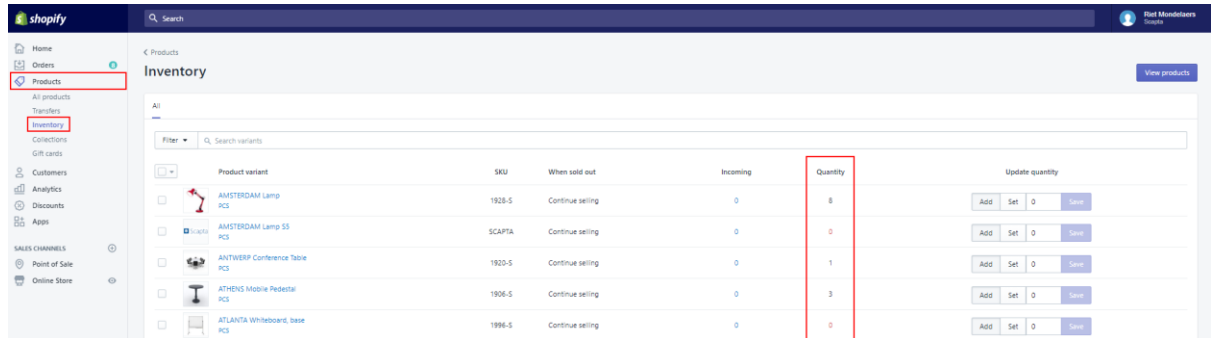 shopify
Search
Riet Mondelaers
Scapta
Home
Orders
Products
All products
Transfers
Inventory
Collections
Gift cards
Customers
Analytics
Discounts
Apps
SALES CHANNELS
Point of Sale
Online Store
Products
Inventory
View products
All
Filter Search variants
Product variant SKU When sold out Incoming Quantity Update quantity
AMSTERDAM Lamp
PCS
1928-S Continue selling 0 8 Add Set 0 Save
Scapta
AMSTERDAM Lamp S5
PCS
SCAPTA Continue selling 0 0 Add Set 0 Save
ANTWERP Conference Table
PCS
1920-S Continue selling 0 1 Add Set 0 Save
ATHENS Mobile Pedestal
PCS
1906-S Continue selling 0 3 Add Set 0 Save
ATLANTA Whiteboard, base
PCS
1996-S Continue selling 0 0 Add Set 0 Save